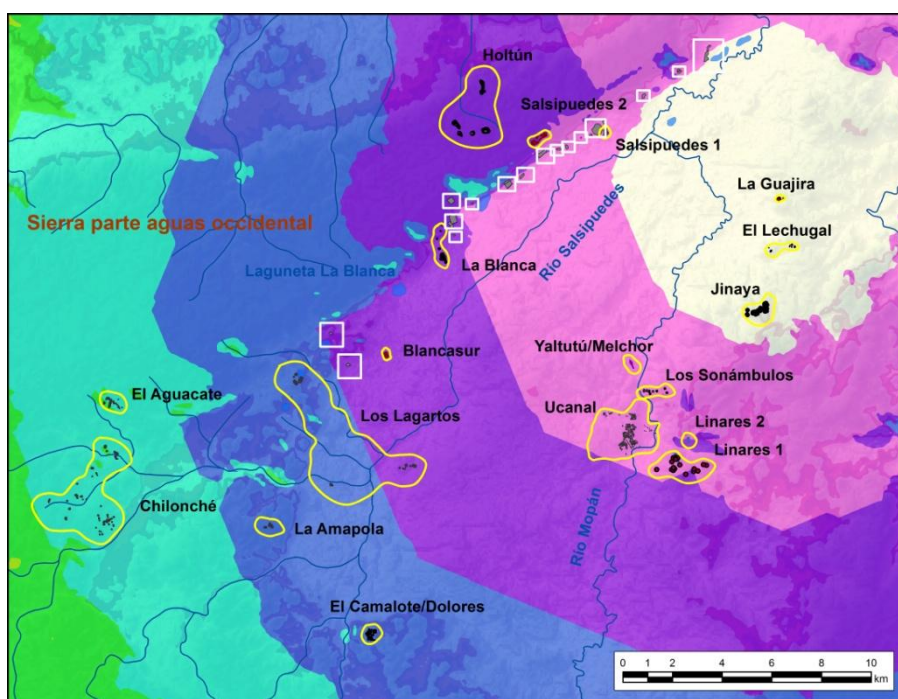 Holtún
Salsipuedes 2
Salsipuedes 1
La Guajira
Sierra parte aguas occidental
Río Salsipuedes
El Lechugal
La Blanca
Laguneta La Blanca
Jinaya
Blancasur
Yaltutú/Melchor
Los Sonámbulos
El Aguacate
Los Lagartos
Ucanal
Linares 2
Linares 1
Chilonché
La Amapola
Río Mopán
El Camalote/Dolores
0 1 2 4 6 8 10
km